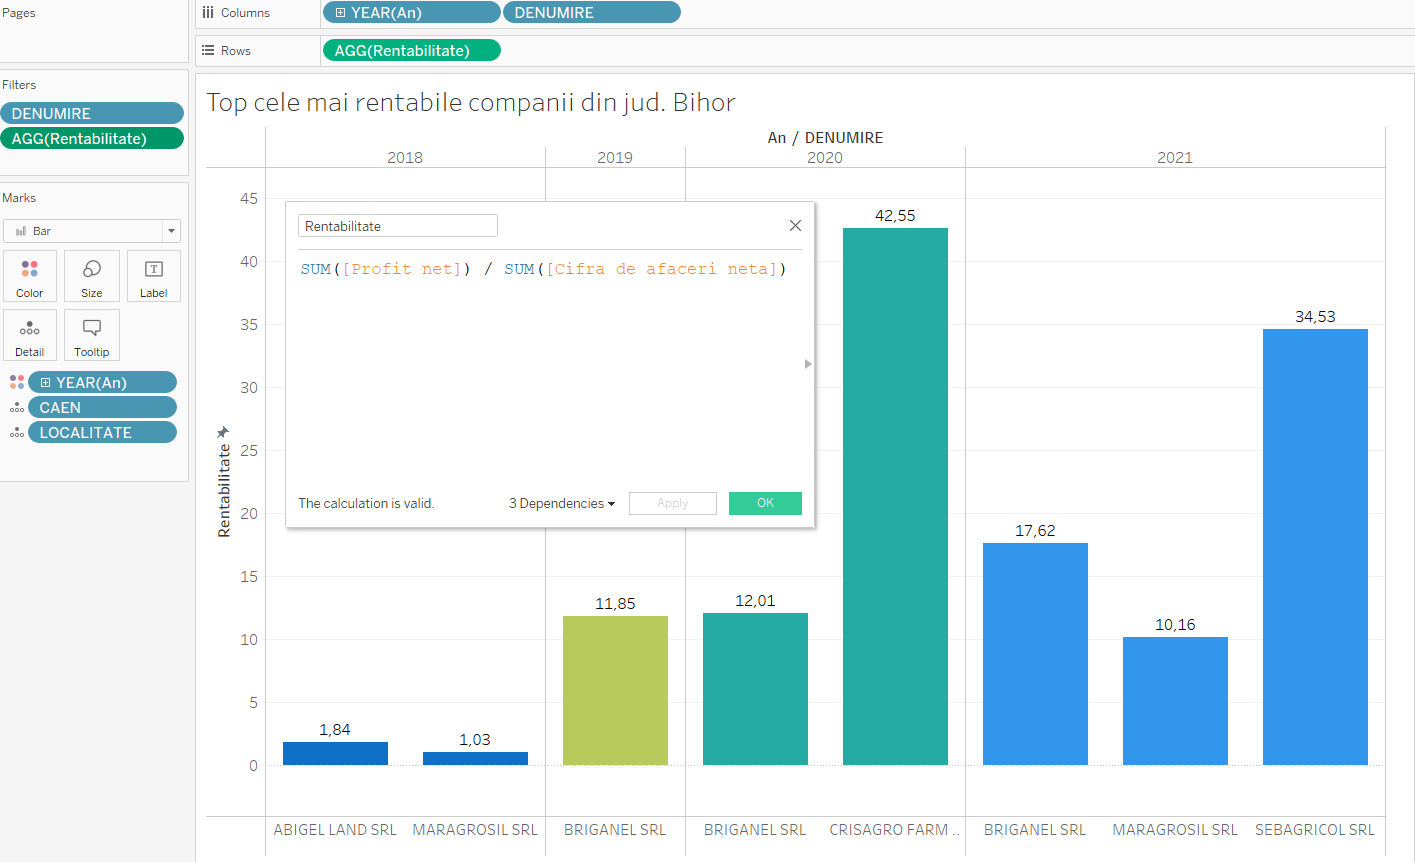 Pages
Columns
YEAR(An)
DENUMIRE
Rows
AGG(Rentabilitate)
Filters
DENUMIRE
AGG(Rentabilitate)
Marks
Bar
Color
Size
Label
Detail
Tooltip
YEAR(An)
CAEN
LOCALITATE
Top cele mai rentabile companii din jud. Bihor
An / DENUMIRE
2018
2019
2020
2021
Rentabilitate
45
40
35
30
25
20
15
10
5
0
Rentabilitate
SUM([Profit net]) / SUM([Cifra de afaceri neta])
The calculation is valid.
3 Dependencies
Apply
OK
1,84
1,03
11,85
12,01
42,55
17,62
10,16
34,53
ABIGEL LAND SRL
MARAGROSIL SRL
BRIGANEL SRL
BRIGANEL SRL
CRISAGRO FARM ..
BRIGANEL SRL
MARAGROSIL SRL
SEBAGRICOL SRL